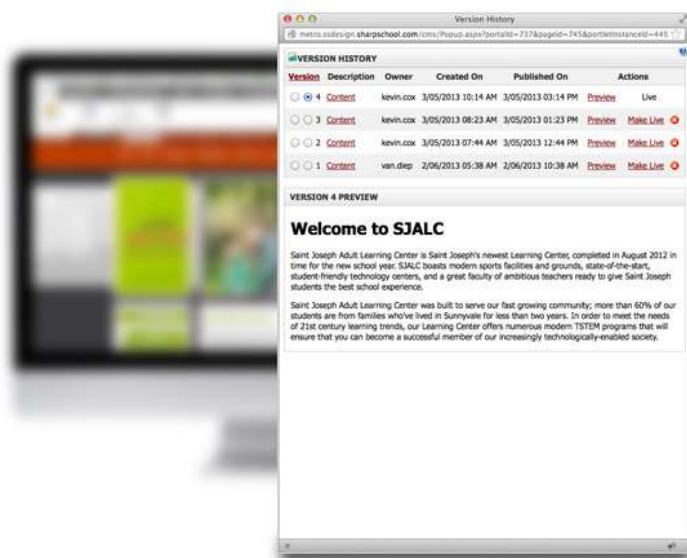 Version History
metro.ssdesign.sharpschool.com/cms/Popup.aspx?portalId=737&pageId=745&portletInstanceId=445
VERSION HISTORY
Version Description Owner Created On Published On Actions
4 Content kevin.cox 3/05/2013 10:14 AM 3/05/2013 03:14 PM Preview Live
3 Content kevin.cox 3/05/2013 08:23 AM 3/05/2013 01:23 PM Preview Make Live
2 Content kevin.cox 3/05/2013 07:44 AM 3/05/2013 12:44 PM Preview Make Live
1 Content van.diep 2/06/2013 05:38 AM 2/06/2013 10:38 AM Preview Make Live
VERSION 4 PREVIEW
Welcome to SJALC
Saint Joseph Adult Learning Center is Saint Joseph's newest Learning Center, completed in August 2012 in
time for the new school year. SJALC boasts modern sports facilities and grounds, state-of-the-start,
student-friendly technology centers, and a great faculty of ambitious teachers ready to give Saint Joseph
students the best school experience.
Saint Joseph Adult Learning Center was built to serve our fast growing community; more than 60% of our
students are from families who've lived in Sunnyvale for less than two years. In order to meet the needs
of 21st century learning trends, our Learning Center offers numerous modern TSTEM programs that will
ensure that you can become a successful member of our increasingly technologically-enabled society.